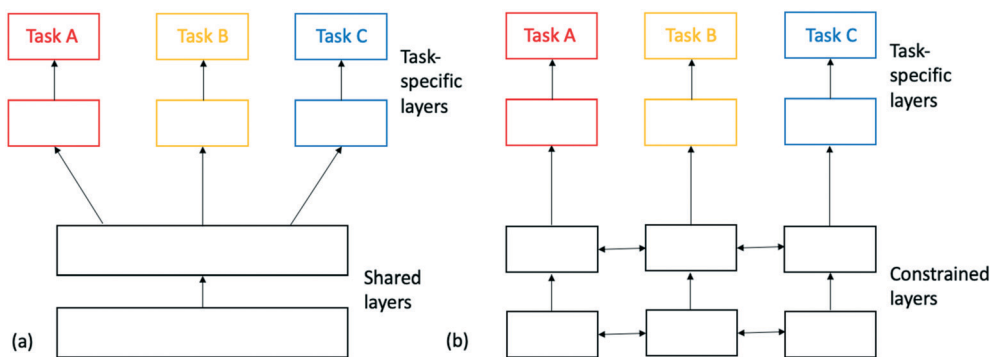 Task A
Task B
Task C
Task-
specific
layers
Shared
layers
(a)
Task A
Task B
Task C
Task-
specific
layers
Constrained
layers
(b)